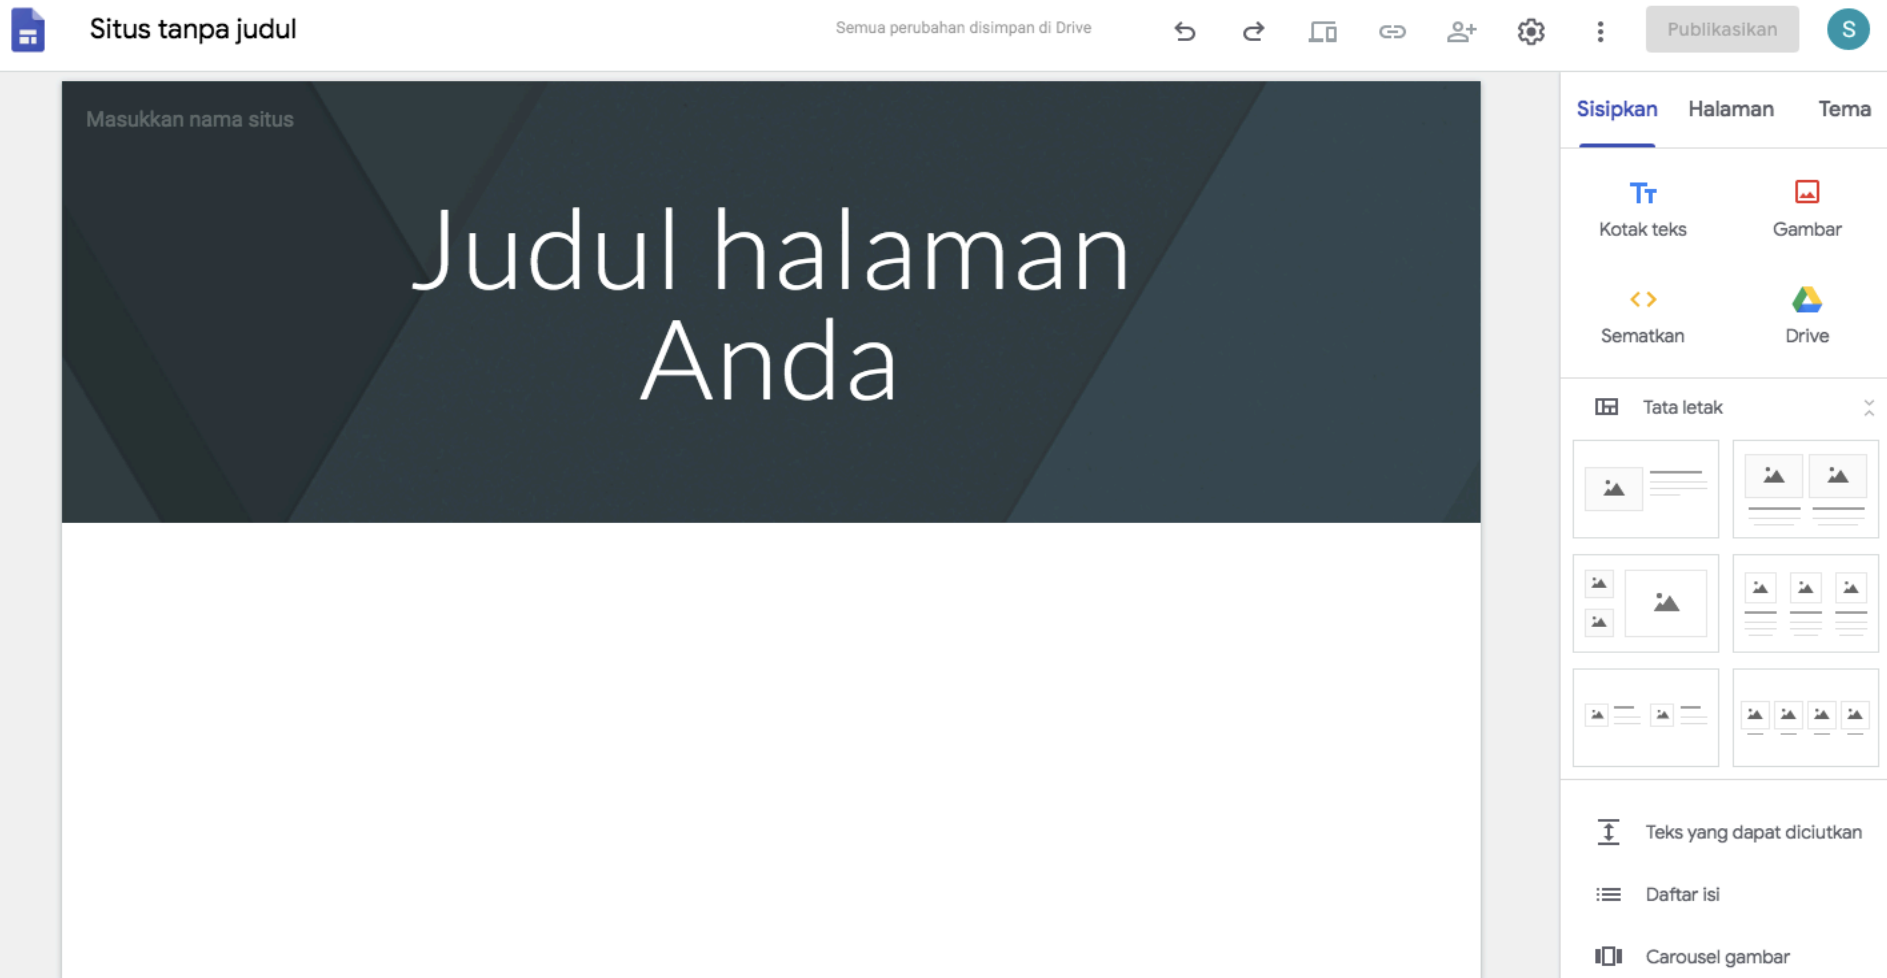 Situs tanpa judul
Semua perubahan disimpan di Drive
Publikasikan
S
Masukkan nama situs
Judul halaman
Anda
Sisipkan
Halaman
Tema
Kotak teks
Gambar
Sematkan
Drive
Tata letak
Teks yang dapat diciutkan
Daftar isi
Carousel gambar